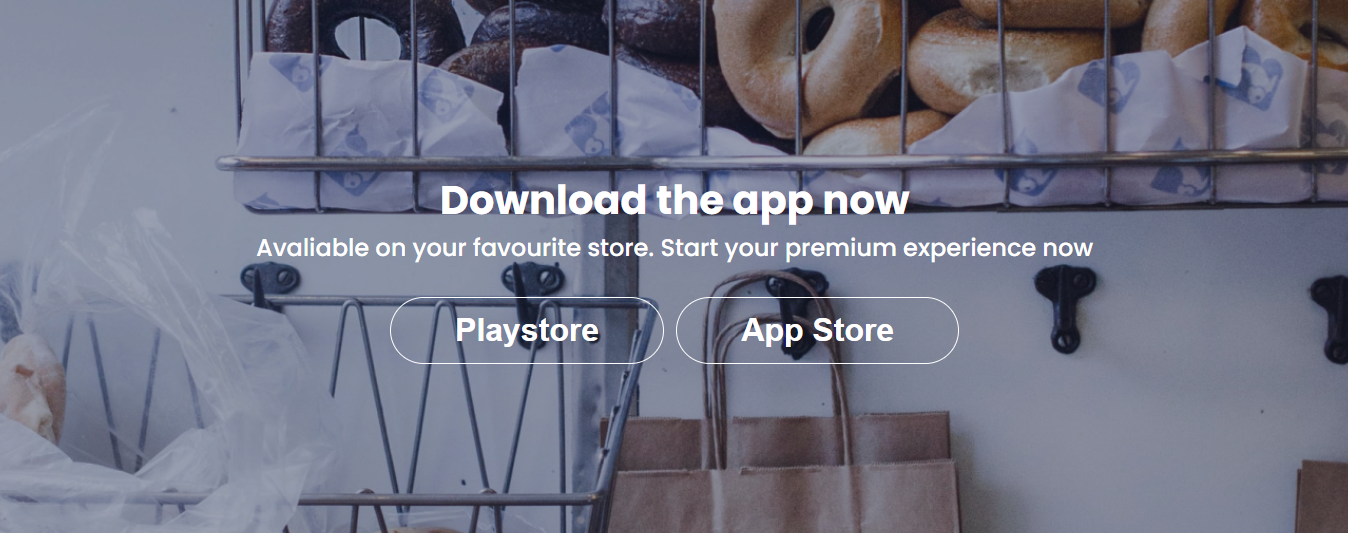 Download the app now
Avaliable on your favourite store. Start your premium experience now
Playstore
App Store